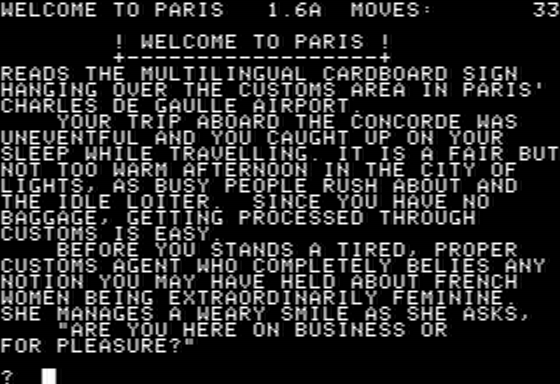 WELCOME TO PARIS   1.6A  MOVES:       33
! WELCOME TO PARIS !
+------------------+
READS THE MULTILINGUAL CARDBOARD SIGN
HANGING OVER THE CUSTOMS AREA IN PARIS'
CHARLES DE GAULLE AIRPORT.
YOUR TRIP ABOARD THE CONCORDE WAS
UNEVENTFUL AND YOU CAUGHT UP ON YOUR
SLEEP WHILE TRAVELLING. IT IS A FAIR BUT
NOT TOO WARM AFTERNOON IN THE CITY OF
LIGHTS, AS BUSY PEOPLE RUSH ABOUT AND
THE IDLE LOITER.  SINCE YOU HAVE NO
BAGGAGE, GETTING PROCESSED THROUGH
CUSTOMS IS EASY.
BEFORE YOU STANDS A TIRED, PROPER
CUSTOMS AGENT WHO COMPLETELY BELIES ANY
NOTION YOU MAY HAVE HELD ABOUT FRENCH
WOMEN BEING EXTRAORDINARILY FEMININE.
SHE MANAGES A WEARY SMILE AS SHE ASKS,
"ARE YOU HERE ON BUSINESS OR
FOR PLEASURE?"
?